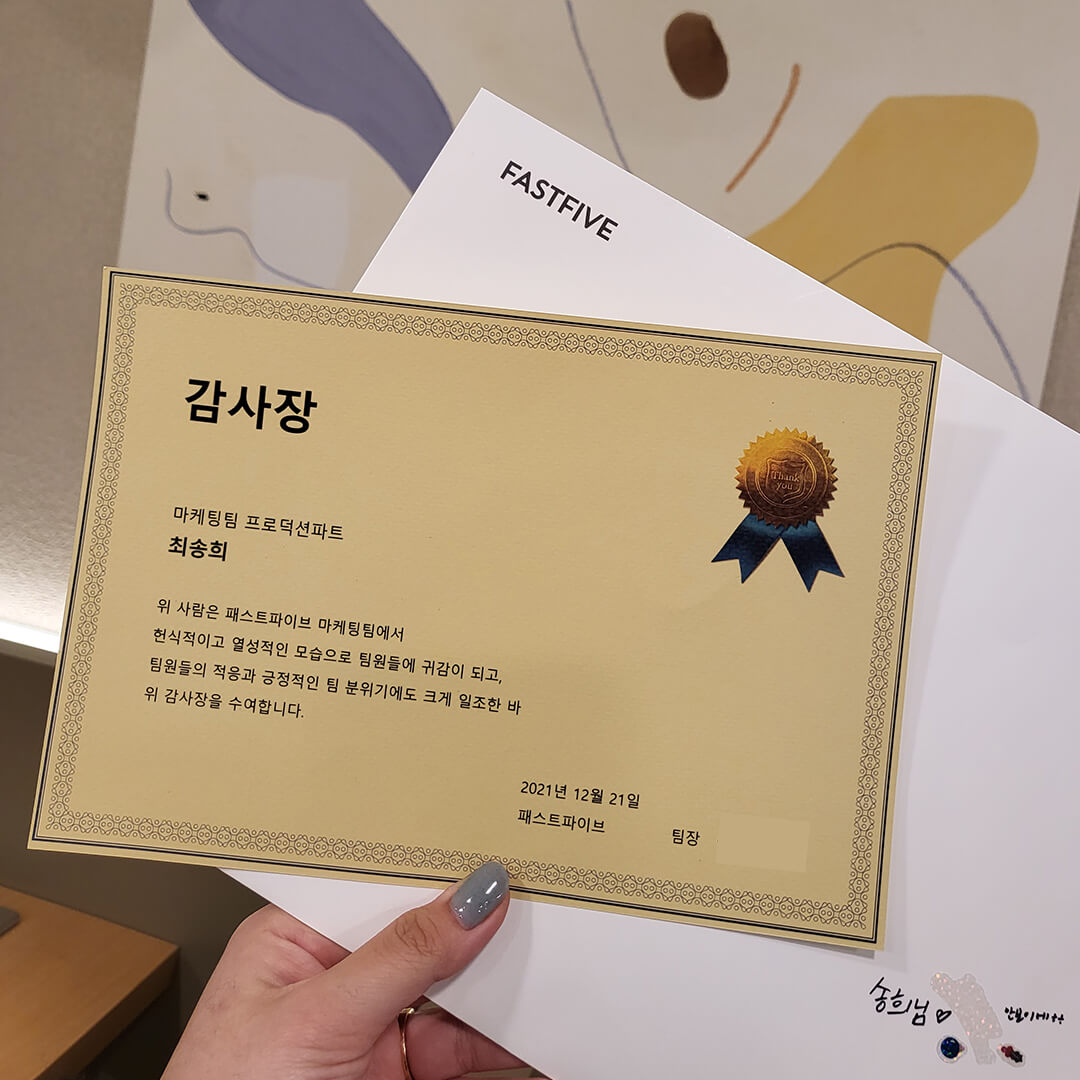 FASTFIVE
감사장
Thank
you
마케팅팀 프로덕션파트
최송희
위 사람은 패스트파이브 마케팅팀에서
헌식적이고 열성적인 모습으로 팀원들에 귀감이 되고,
팀원들의 적응과 긍정적인 팀 분위기에도 크게 일조한 바
위 감사장을 수여합니다.
2021년 12월 21일
패스트파이브 팀장
송희님♡